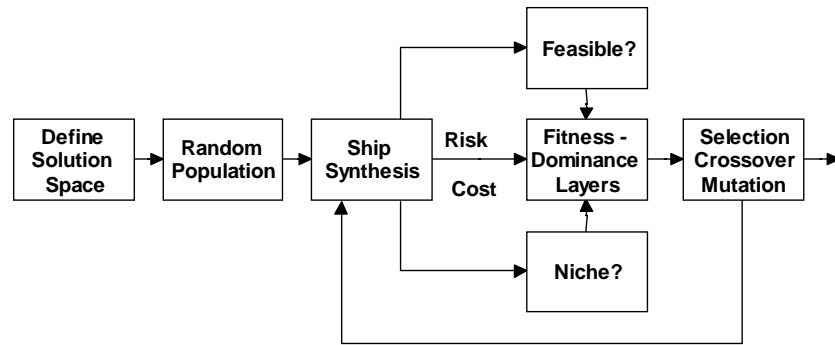 Feasible?
Define
Solution
Space
Random
Population
Ship
Synthesis
Risk
Cost
Fitness -
Dominance
Layers
Selection
Crossover
Mutation
Niche?